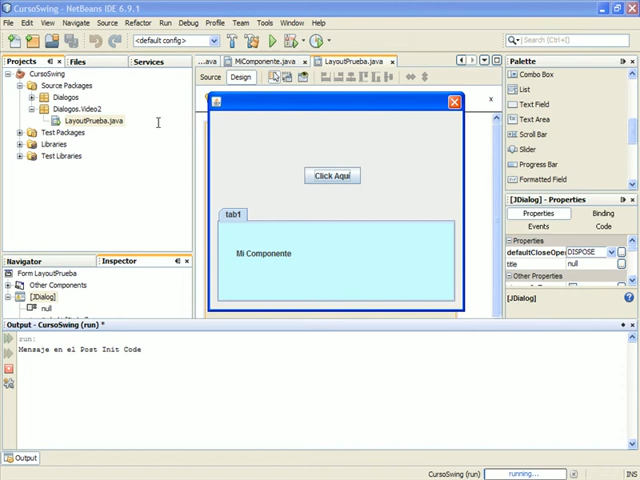 CursoSwing - NetBeans IDE 6.9.1
File Edit View Navigate Source Refactor Run Debug Profile Team Tools Window Help
<default config>
Search (Ctrl+I)
Projects Files Services
...ava MiComponente.java LayoutPrueba.java
Source Design
CursoSwing
Source Packages
Dialogos
Dialogos.Video2
LayoutPrueba.java
Test Packages
Libraries
Test Libraries
x
Click Aqui
tab1
Mi Componente
Palette
Combo Box
List
Text Field
Text Area
Scroll Bar
Slider
Progress Bar
Formatted Field
[JDialog] - Properties
Properties Binding
Events Code
Properties
defaultCloseOper DISPOSE
title null
Other Properties
[JDialog]
Navigator Inspector
Form LayoutPrueba
Other Components
[JDialog]
null
Output - CursoSwing (run) *
run:
Mensaje en el Post Init Code
Output
CursoSwing (run) running... INS